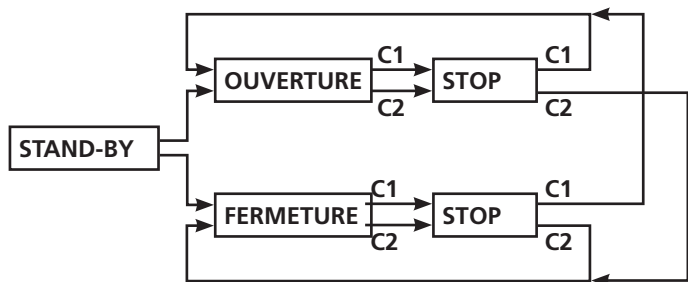 C1 C1
OUVERTURE STOP
C2 C2
STAND-BY
C1 C1
FERMETURE STOP
C2 C2